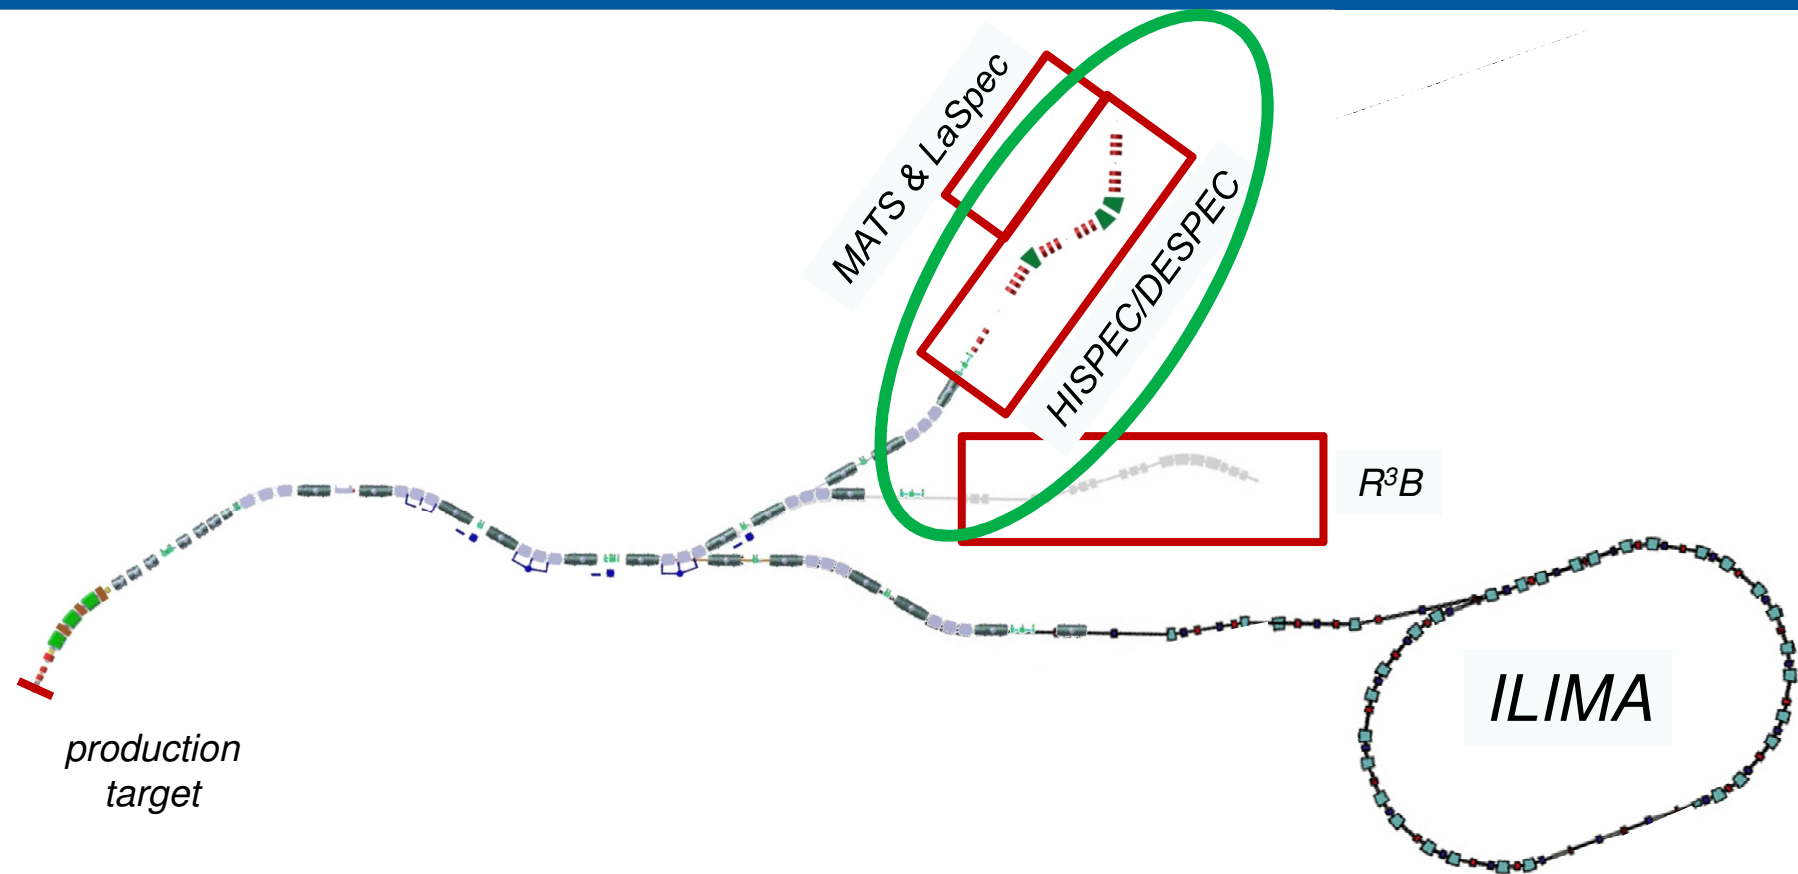 MATS & LaSpec
HISPEC/DESPEC
R³B
ILIMA
production
target